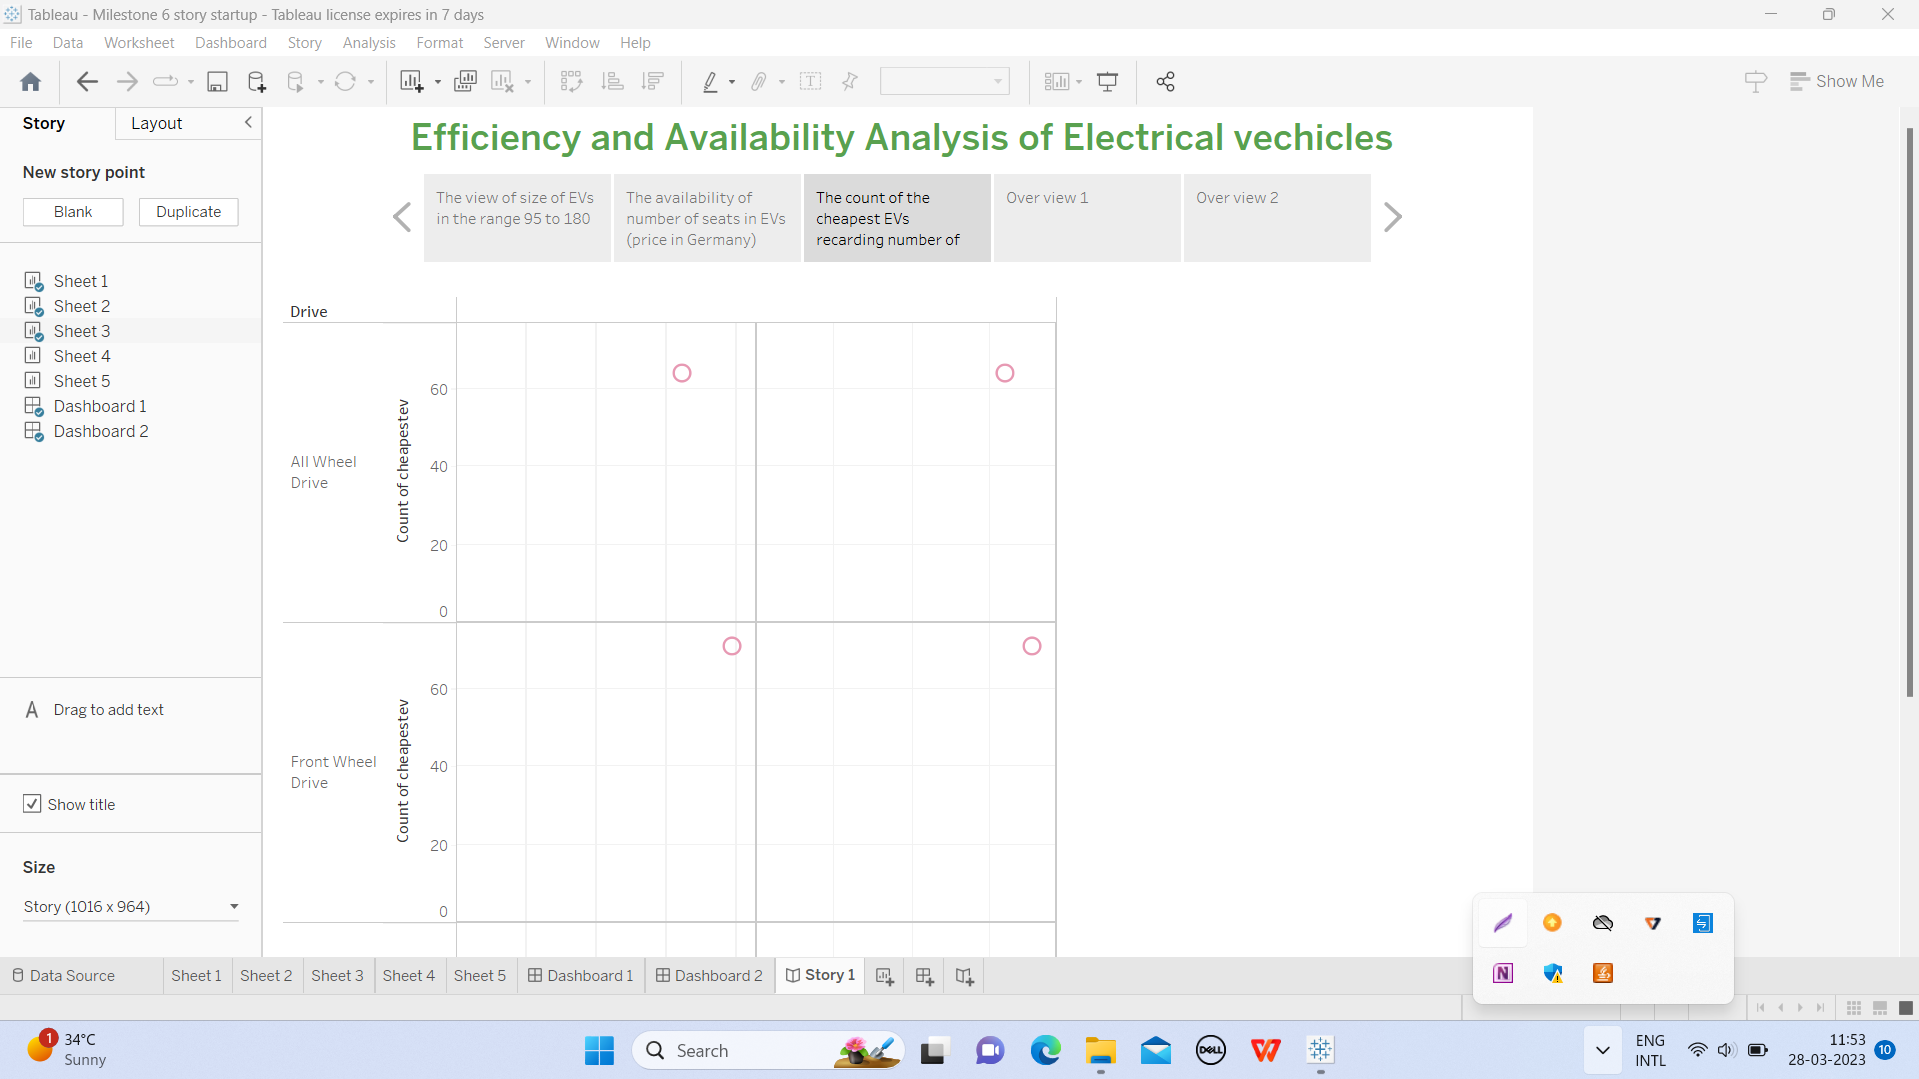 Tableau - Milestone 6 story startup - Tableau license expires in 7 days
File Data Worksheet Dashboard Story Analysis Format Server Window Help
Show Me
Story Layout
New story point
Blank Duplicate
Sheet 1
Sheet 2
Sheet 3
Sheet 4
Sheet 5
Dashboard 1
Dashboard 2
A Drag to add text
Show title
Size
Story (1016 x 964)
Efficiency and Availability Analysis of Electrical vechicles
The view of size of EVs
in the range 95 to 180
The availability of
number of seats in EVs
(price in Germany)
The count of the
cheapest EVs
recarding number of
Over view 1
Over view 2
Drive
All Wheel
Drive
Count of cheapestev
60
40
20
0
Front Wheel
Drive
Count of cheapestev
60
40
20
0
Data Source Sheet 1 Sheet 2 Sheet 3 Sheet 4 Sheet 5 Dashboard 1 Dashboard 2 Story 1
N
1
34°C
Sunny
Search
DELL
ENG
INTL
11:53
28-03-2023
10